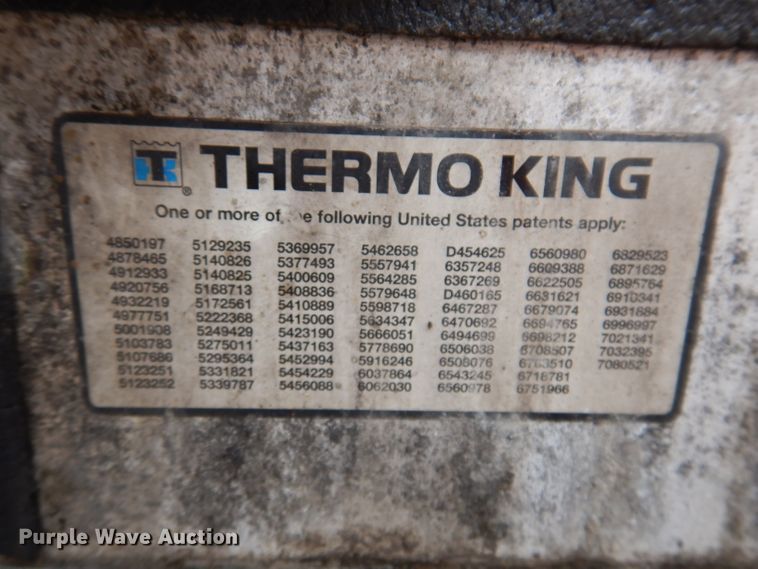 THERMO KING
®
One or more of the following United States patents apply:
4850197 5129235 5369957 5462658 D454625 6560980 6829523
4878465 5140826 5377493 5557941 6357248 6609388 6871629
4912933 5140825 5400609 5564285 6367269 6622505 6895764
4920756 5168713 5408836 5579648 D460165 6631621 6910341
4932219 5172561 5410889 5598718 6467287 6679074 6931884
4977751 5222368 5415006 5634347 6470692 6694765 6996997
5001908 5249429 5423190 5666051 6494699 6698212 7021341
5103783 5275011 5437163 5778690 6506038 6708507 7032395
5107686 5295364 5452994 5916246 6508076 7080521
5123251 5331821 5454229 6037864 6543245 6718781
5123252 5339787 5456088 6062030 6560978 6751966
Purple Wave Auction